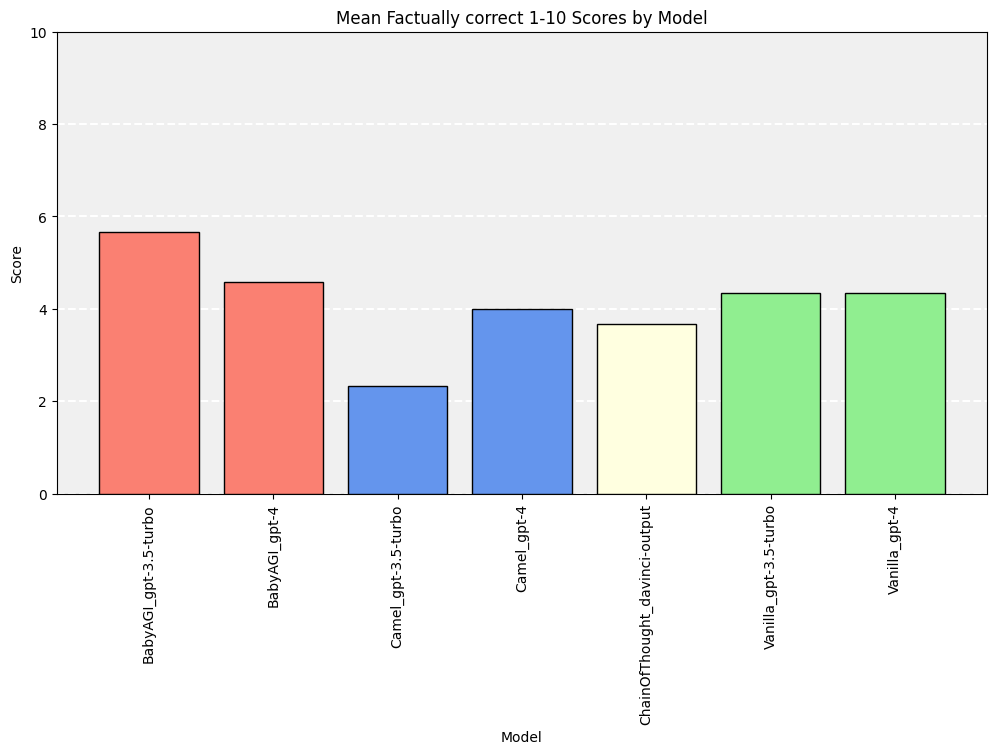 Mean Factually correct 1-10 Scores by Model
10
8
6
4
2
0
Score
BabyAGI_gpt-3.5-turbo
BabyAGI_gpt-4
Camel_gpt-3.5-turbo
Camel_gpt-4
ChainOfThought_davinci-output
Vanilla_gpt-3.5-turbo
Vanilla_gpt-4
Model